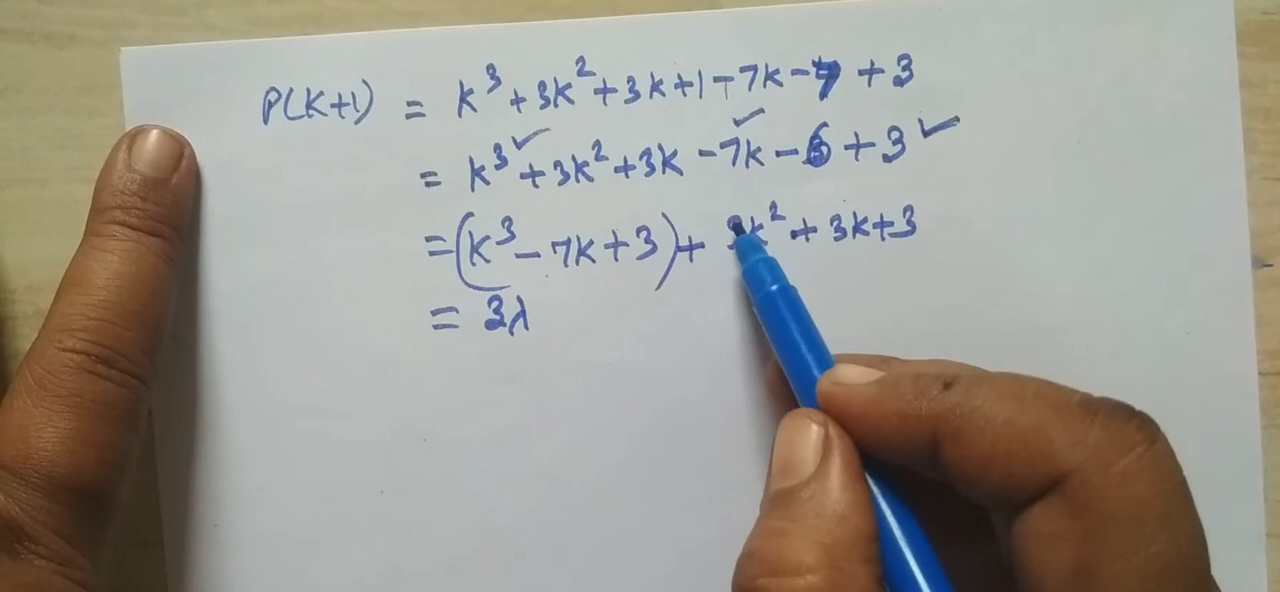 P(K+1) = K³ + 3K² + 3K + 1 - 7K - 7 + 3
= K³ + 3K² + 3K - 7K - 6 + 3
= (K³ - 7K + 3) + 3K² + 3K + 3
= 3λ